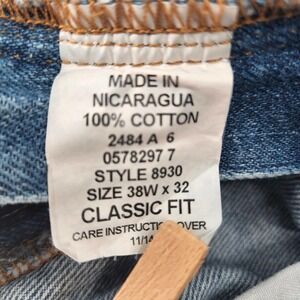 MADE IN
NICARAGUA
100% COTTON
2484 A 6
0578297 7
STYLE 8930
SIZE 38W x 32
CLASSIC FIT
CARE INSTRUCTION OVER
11/14